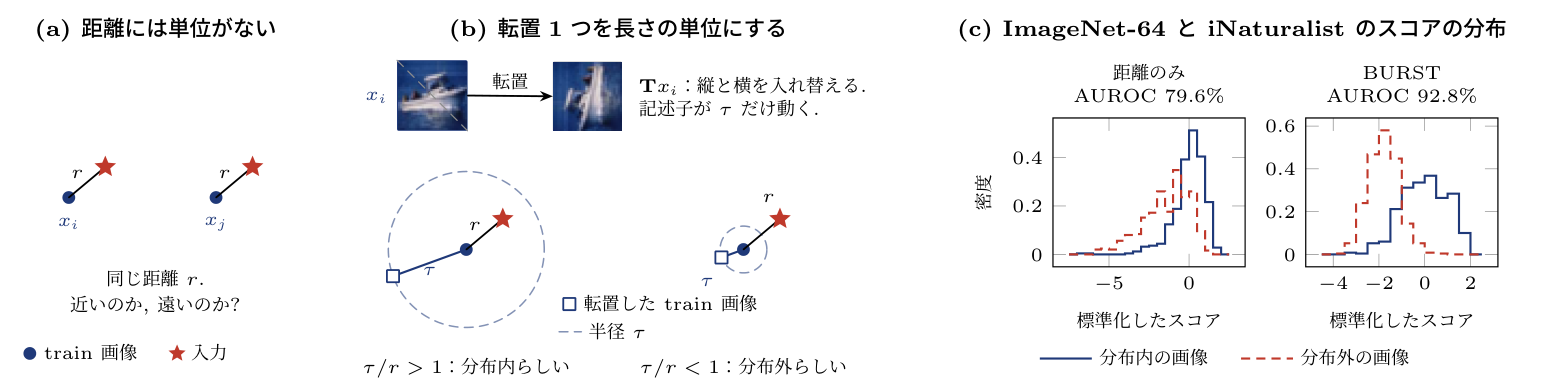 (a) 距離には単位がない
r
r
x_i
x_j
同じ距離 r.
近いのか, 遠いのか?
train 画像
入力
(b) 転置 1 つを長さの単位にする
x_i
転置
Tx_i：縦と横を入れ替える.
記述子が τ だけ動く.
r
τ
r
τ
転置した train 画像
半径 τ
τ/r > 1：分布内らしい
τ/r < 1：分布外らしい
(c) ImageNet-64 と iNaturalist のスコアの分布
距離のみ
AUROC 79.6%
密度
0.4
0.2
0
−5
0
標準化したスコア
BURST
AUROC 92.8%
0.6
0.4
0.2
0
−4
−2
0
2
標準化したスコア
分布内の画像
分布外の画像